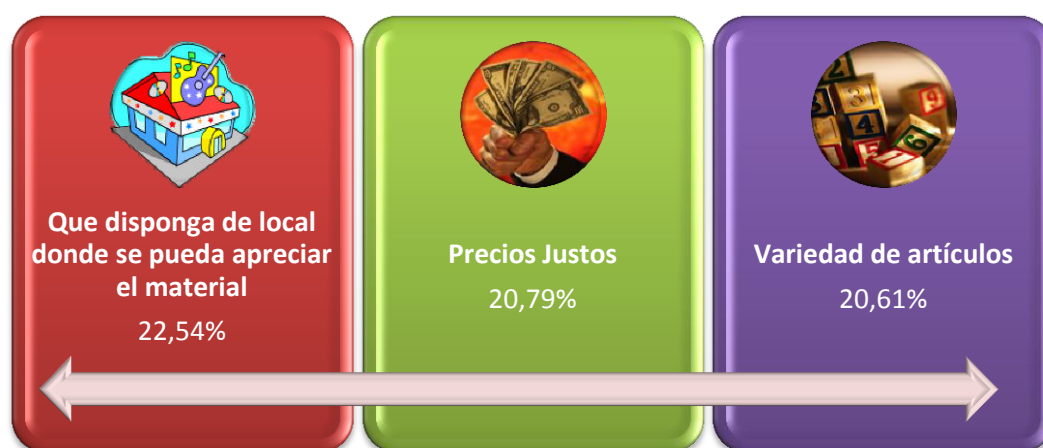 Que disponga de local
donde se pueda apreciar
el material
22,54%
Precios Justos
20,79%
Variedad de artículos
20,61%